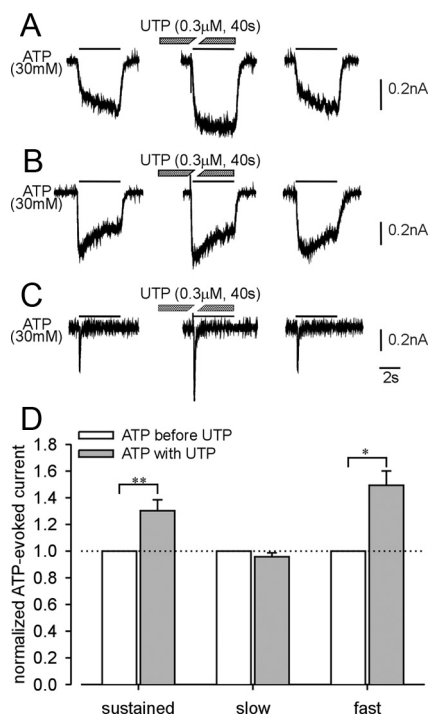 A
UTP (0.3μM, 40s)
ATP
(30mM)
0.2nA
B
UTP (0.3μM, 40s)
ATP
(30mM)
0.2nA
C
UTP (0.3μM, 40s)
ATP
(30mM)
0.2nA
2s
D
normalized ATP-evoked current
1.8
1.6
1.4
1.2
1.0
0.8
0.6
0.4
0.2
0.0
ATP before UTP
ATP with UTP
**
*
sustained slow fast